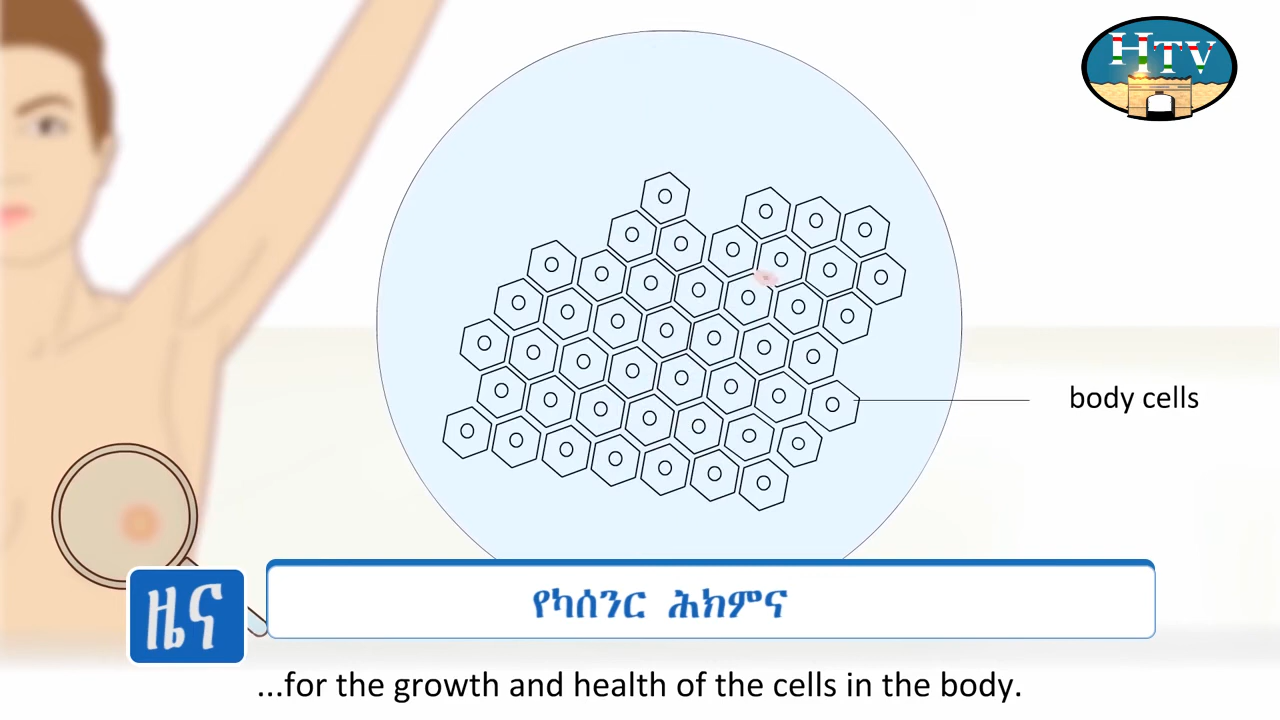 HTV
body cells
ዜና
የካሰንር ሕክምና
...for the growth and health of the cells in the body.